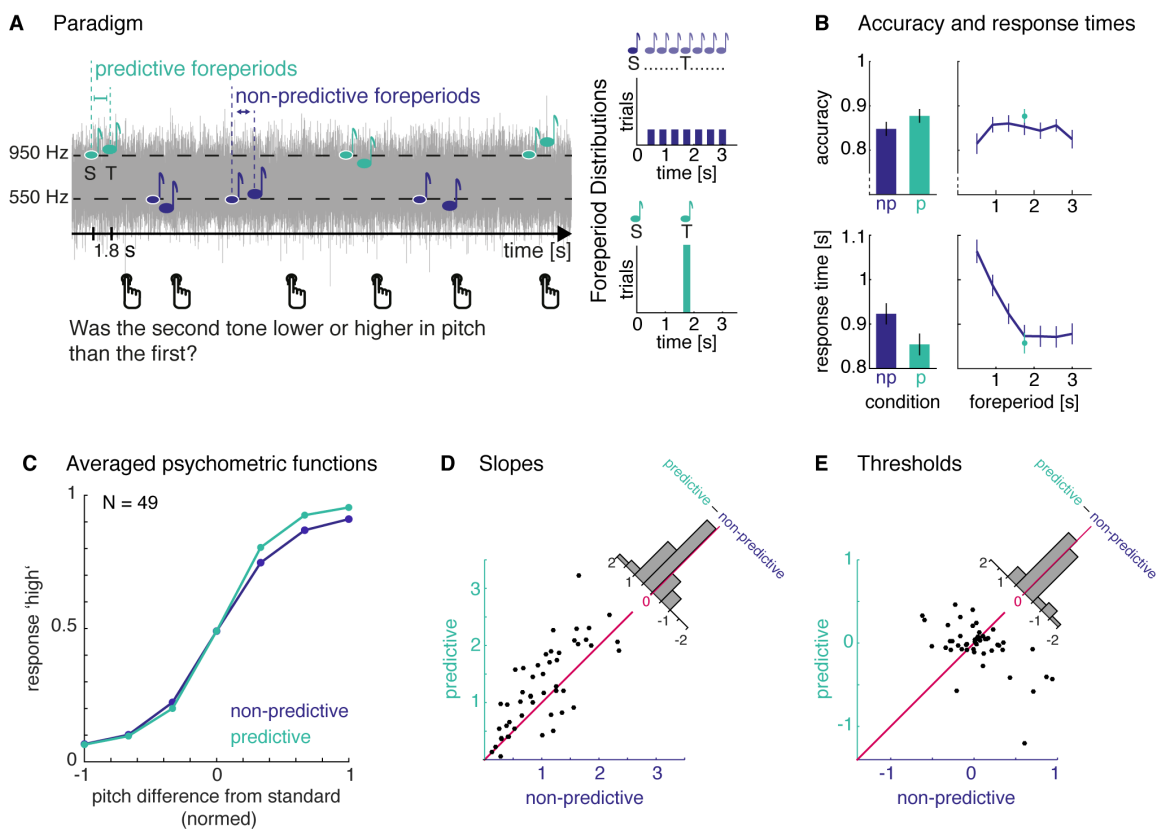 A Paradigm
predictive foreperiods
non-predictive foreperiods
950 Hz
S T
550 Hz
1.8 s
time [s]
Was the second tone lower or higher in pitch
than the first?
Foreperiod Distributions
S ....... T .......
trials
0 1 2 3
time [s]
S T
trials
0 1 2 3
time [s]
B Accuracy and response times
accuracy
1
0.9
0.8
np p
1 2 3
response time [s]
1.1
1
0.9
0.8
np p
condition
1 2 3
foreperiod [s]
C Averaged psychometric functions
N = 49
response 'high‘
1
0.5
0
non-predictive
predictive
-1 0 1
pitch difference from standard
(normed)
D Slopes
predictive – non-predictive
2
1
0
-1
-2
predictive
3
2
1
1 2 3
non-predictive
E Thresholds
predictive – non-predictive
2
1
0
-1
-2
predictive
1
0
-1
-1 0 1
non-predictive